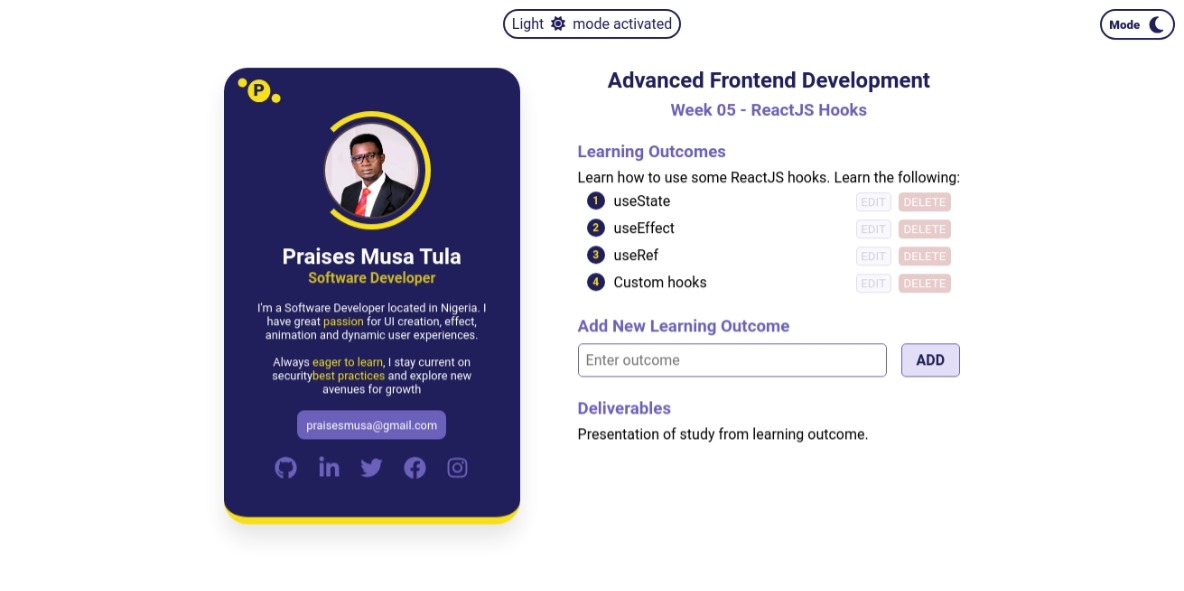 Light mode activated
Mode
P
Praises Musa Tula
Software Developer
I'm a Software Developer located in Nigeria. I
have great passion for UI creation, effect,
animation and dynamic user experiences.
Always eager to learn, I stay current on
securitybest practices and explore new
avenues for growth
praisesmusa@gmail.com
Advanced Frontend Development
Week 05 - ReactJS Hooks
Learning Outcomes
Learn how to use some ReactJS hooks. Learn the following:
1 useState EDIT DELETE
2 useEffect EDIT DELETE
3 useRef EDIT DELETE
4 Custom hooks EDIT DELETE
Add New Learning Outcome
Enter outcome ADD
Deliverables
Presentation of study from learning outcome.